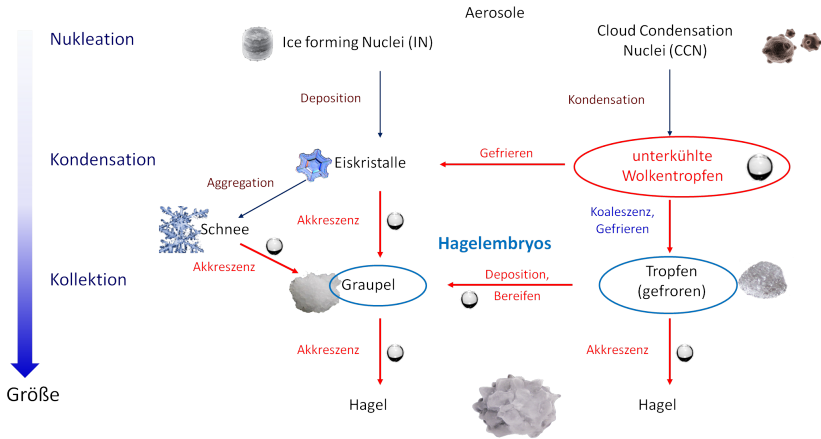 Aerosole
Nukleation
Ice forming Nuclei (IN)
Cloud Condensation
Nuclei (CCN)
Deposition
Kondensation
Kondensation
Eiskristalle
Gefrieren
unterkühlte
Wolkentropfen
Aggregation
Schnee
Akkreszenz
Koaleszenz,
Gefrieren
Hagelembryos
Akkreszenz
Kollektion
Graupel
Deposition,
Bereifen
Tropfen
(gefroren)
Akkreszenz
Akkreszenz
Größe
Hagel
Hagel